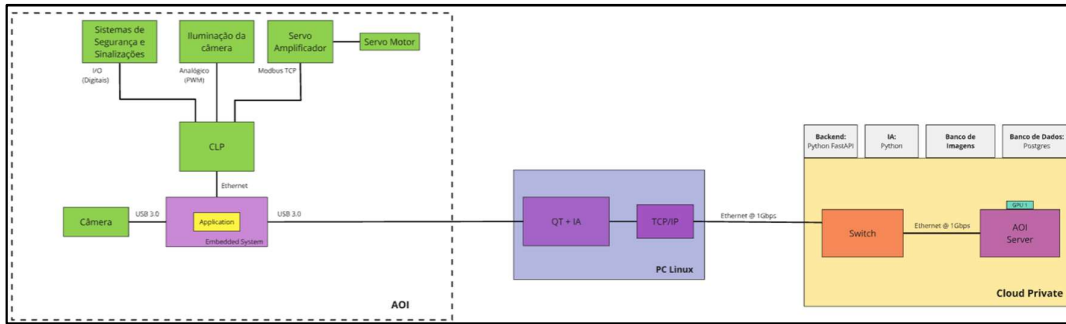 Sistemas de
Segurança e
Sinalizações
Iluminação da
câmera
Servo
Amplificador
Servo Motor
I/O
(Digitais)
Analógico
(PWM)
Modbus TCP
CLP
Ethernet
Câmera
USB 3.0
Application
Embedded System
USB 3.0
AOI
QT + IA
TCP/IP
PC Linux
Ethernet @ 1Gbps
Backend:
Python FastAPI
IA:
Python
Banco de
Imagens
Banco de Dados:
Postgres
Switch
Ethernet @ 1Gbps
GPU 1
AOI
Server
Cloud Private